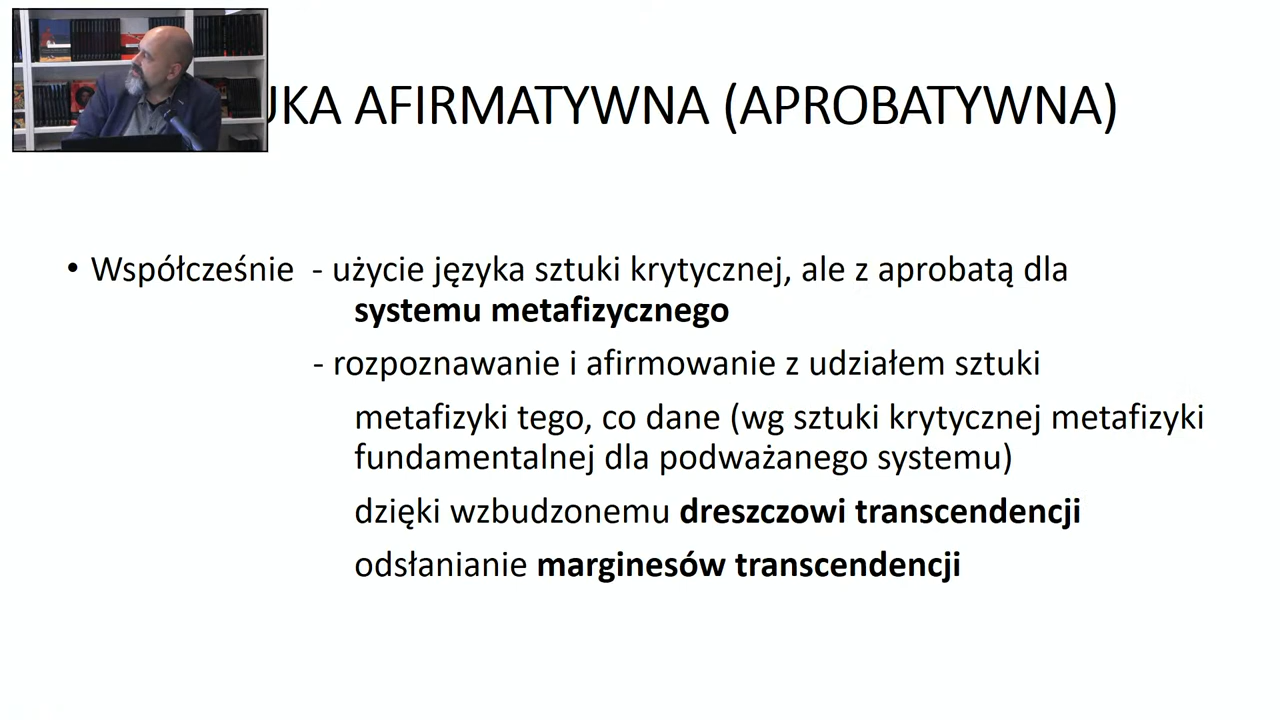 AFIRMATYWNA (APROBATYWNA)
• Współcześnie - użycie języka sztuki krytycznej, ale z aprobatą dla
systemu metafizycznego
- rozpoznawanie i afirmowanie z udziałem sztuki
metafizyki tego, co dane (wg sztuki krytycznej metafizyki
fundamentalnej dla podważanego systemu)
dzięki wzbudzonemu dreszczowi transcendencji
odsłanianie marginesów transcendencji